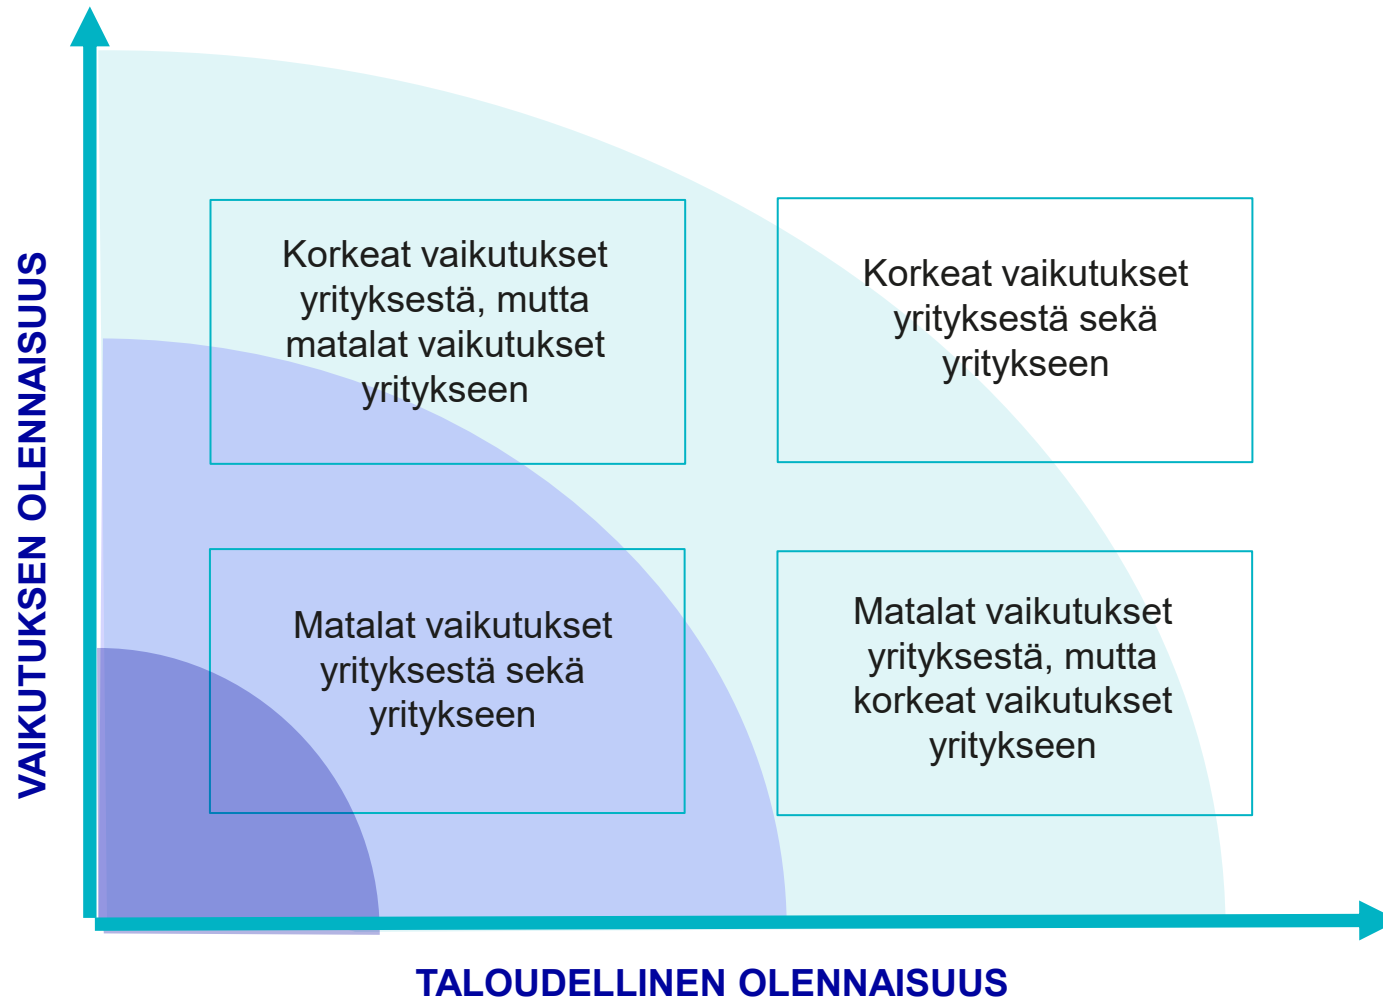 VAIKUTUKSEN OLENNAISUUS
Korkeat vaikutukset
yrityksestä, mutta
matalat vaikutukset
yritykseen
Korkeat vaikutukset
yrityksestä sekä
yritykseen
Matalat vaikutukset
yrityksestä sekä
yritykseen
Matalat vaikutukset
yrityksestä, mutta
korkeat vaikutukset
yritykseen
TALOUDELLINEN OLENNAISUUS